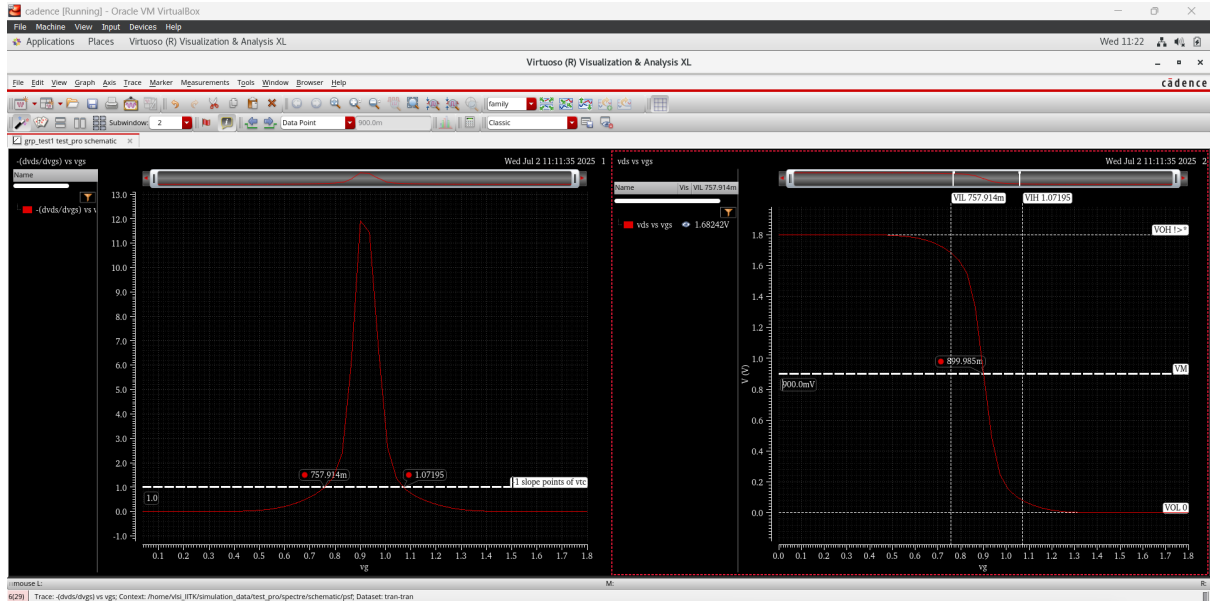 cadence [Running] - Oracle VM VirtualBox
File Machine View Input Devices Help
Applications Places Virtuoso (R) Visualization & Analysis XL Wed 11:22
Virtuoso (R) Visualization & Analysis XL
File Edit View Graph Axis Trace Marker Measurements Tools Window Browser Help cādence
family
Subwindow: 2 Data Point 900.0m Classic
grp_test1 test_pro schematic
-(dvds/dvgs) vs vgs Wed Jul 2 11:11:35 2025 1
Name
-(dvds/dvgs) vs v
13.0
12.0
11.0
10.0
9.0
8.0
7.0
6.0
5.0
4.0
3.0
2.0
1.0
0.0
-1.0
757.914m
1.07195
-1 slope points of vtc
1.0
0.1 0.2 0.3 0.4 0.5 0.6 0.7 0.8 0.9 1.0 1.1 1.2 1.3 1.4 1.5 1.6 1.7 1.8
vg
vds vs vgs Wed Jul 2 11:11:35 2025 2
Name Vis VIL 757.914m
vds vs vgs 1.68242V
VIL 757.914m VIH 1.07195
VOH !>*
1.8
1.6
1.4
1.2
1.0
0.8
0.6
0.4
0.2
0.0
V (V)
899.985m
VM
900.0mV
VOL 0
0.0 0.1 0.2 0.3 0.4 0.5 0.6 0.7 0.8 0.9 1.0 1.1 1.2 1.3 1.4 1.5 1.6 1.7 1.8
vg
mouse L: M: R:
6(29) Trace: -(dvds/dvgs) vs vgs; Context: /home/vlsi_IITK/simulation_data/test_pro/spectre/schematic/psf; Dataset: tran-tran